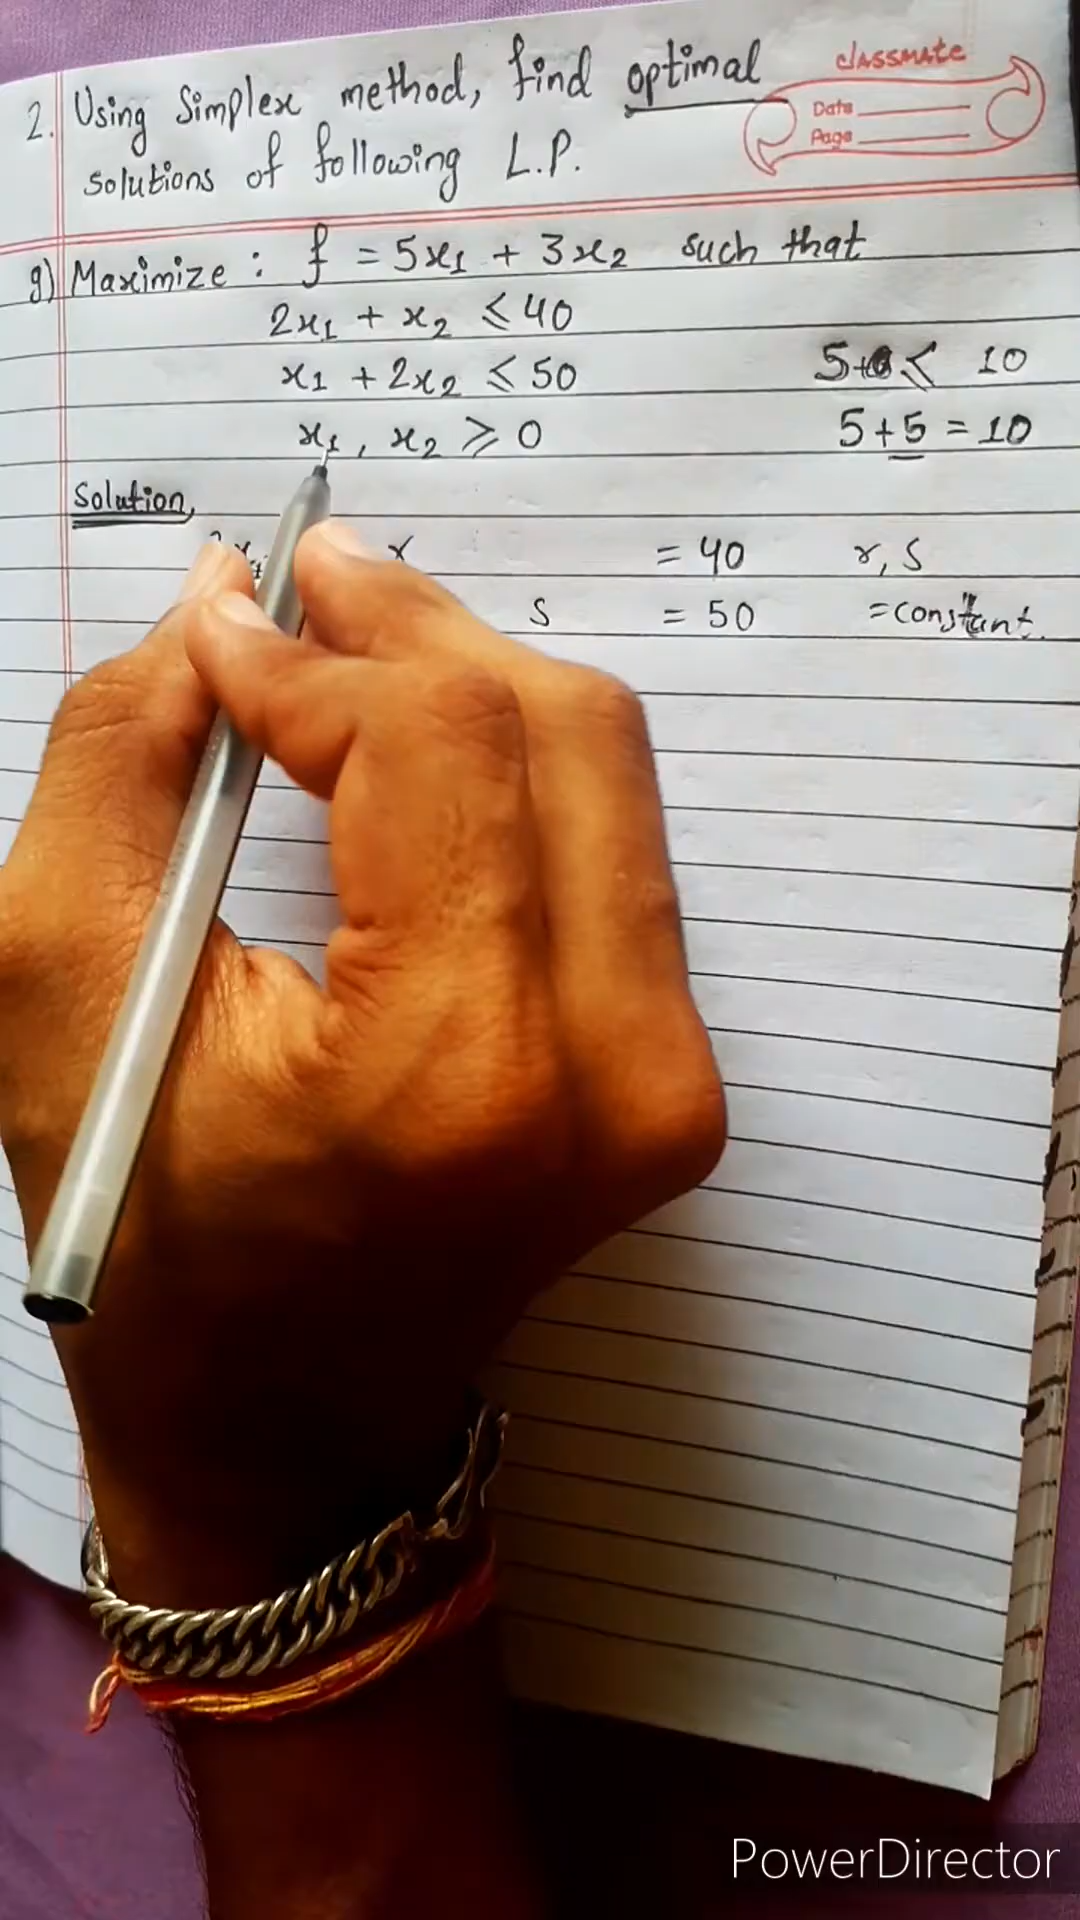 2. Using Simplex method, find optimal
solutions of following L.P.
classmate
Date
Page
g) Maximize : f = 5x₁ + 3x₂ such that
2x₁ + x₂ ≤ 40
x₁ + 2x₂ ≤ 50
5+ ≤ 10
x₁, x₂ ≥ 0
5+5 = 10
Solution,
= 40 r, s
s = 50 = constant.
PowerDirector